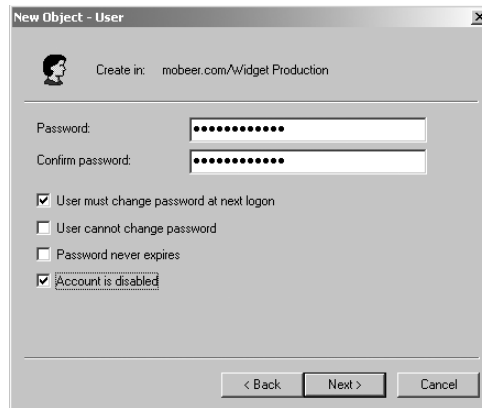 New Object - User
Create in: mobeer.com/Widget Production
Password: ●●●●●●●●●●●●
Confirm password: ●●●●●●●●●●●●
User must change password at next logon
User cannot change password
Password never expires
Account is disabled
< Back Next > Cancel